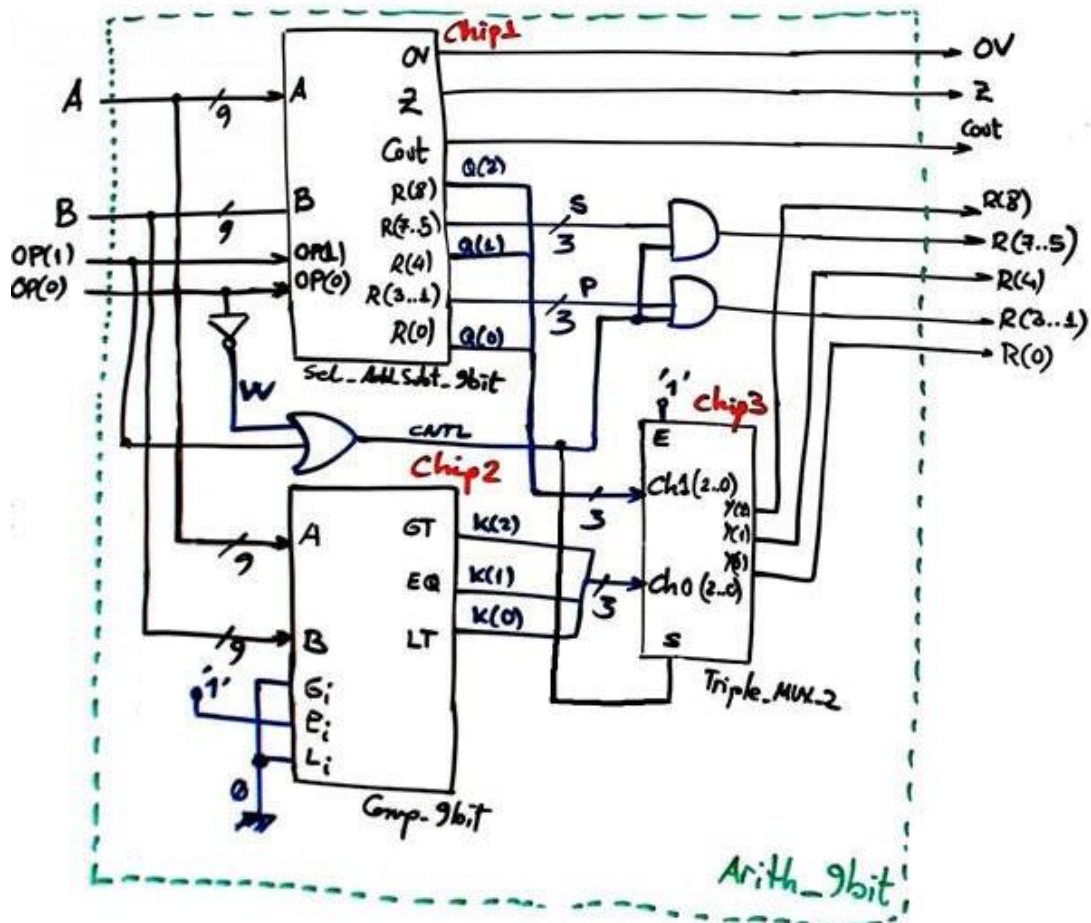 Chip1
OV
OV
A
9
A
Z
Z
Cout
Cout
Q(2)
R(8)
R(8)
B
9
B
R(7..5)
S
3
R(7..5)
OP(1)
OP(1)
Q(1)
R(4)
R(4)
OP(0)
OP(0)
R(3..1)
P
3
R(3..1)
R(0)
Q(0)
R(0)
Sel_Add_Subt_9bit
W
CNTL
'1'
Chip3
E
Chip2
Ch1(2..0)
3
Y(2)
A
9
GT
K(2)
Y(1)
EQ
K(1)
3
Ch0(2..0)
Y(0)
B
9
LT
K(0)
S
'1'
Gi
Ei
Li
0
Triple_MUX_2
Comp_9bit
Arith_9bit